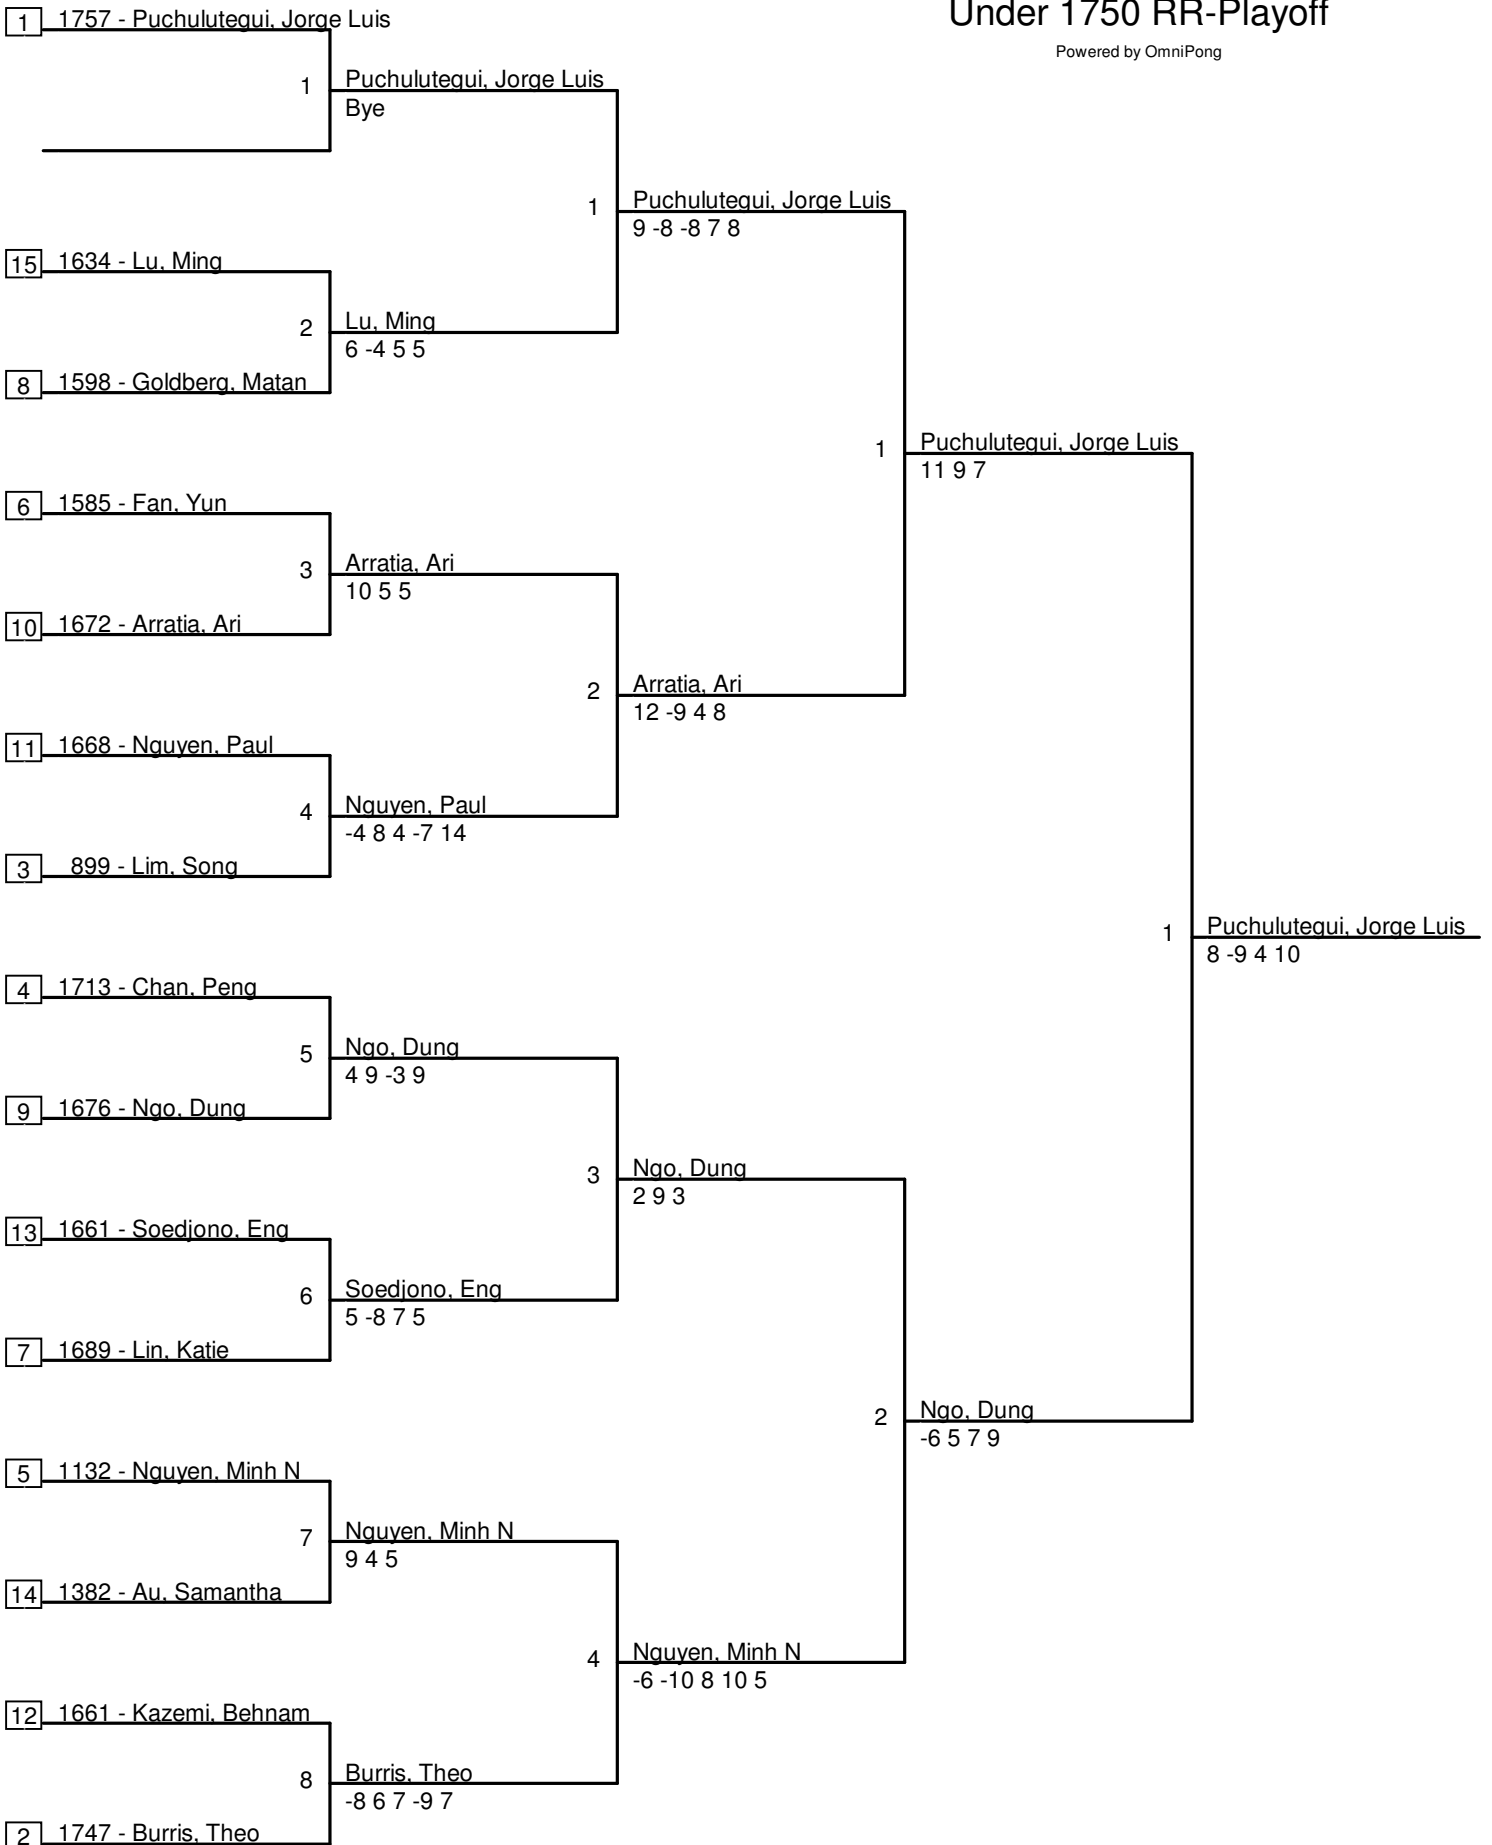 Under 1750 RR-Playoff
Powered by OmniPong
1 1757 - Puchulutegui, Jorge Luis
1 Puchulutegui, Jorge Luis
Bye
1 Puchulutegui, Jorge Luis
9 -8 -8 7 8
15 1634 - Lu, Ming
2 Lu, Ming
6 -4 5 5
8 1598 - Goldberg, Matan
1 Puchulutegui, Jorge Luis
11 9 7
6 1585 - Fan, Yun
3 Arratia, Ari
10 5 5
10 1672 - Arratia, Ari
2 Arratia, Ari
12 -9 4 8
11 1668 - Nguyen, Paul
4 Nguyen, Paul
-4 8 4 -7 14
3 899 - Lim, Song
1 Puchulutegui, Jorge Luis
8 -9 4 10
4 1713 - Chan, Peng
5 Ngo, Dung
4 9 -3 9
9 1676 - Ngo, Dung
3 Ngo, Dung
2 9 3
13 1661 - Soedjono, Eng
6 Soedjono, Eng
5 -8 7 5
7 1689 - Lin, Katie
2 Ngo, Dung
-6 5 7 9
5 1132 - Nguyen, Minh N
7 Nguyen, Minh N
9 4 5
14 1382 - Au, Samantha
4 Nguyen, Minh N
-6 -10 8 10 5
12 1661 - Kazemi, Behnam
8 Burris, Theo
-8 6 7 -9 7
2 1747 - Burris, Theo